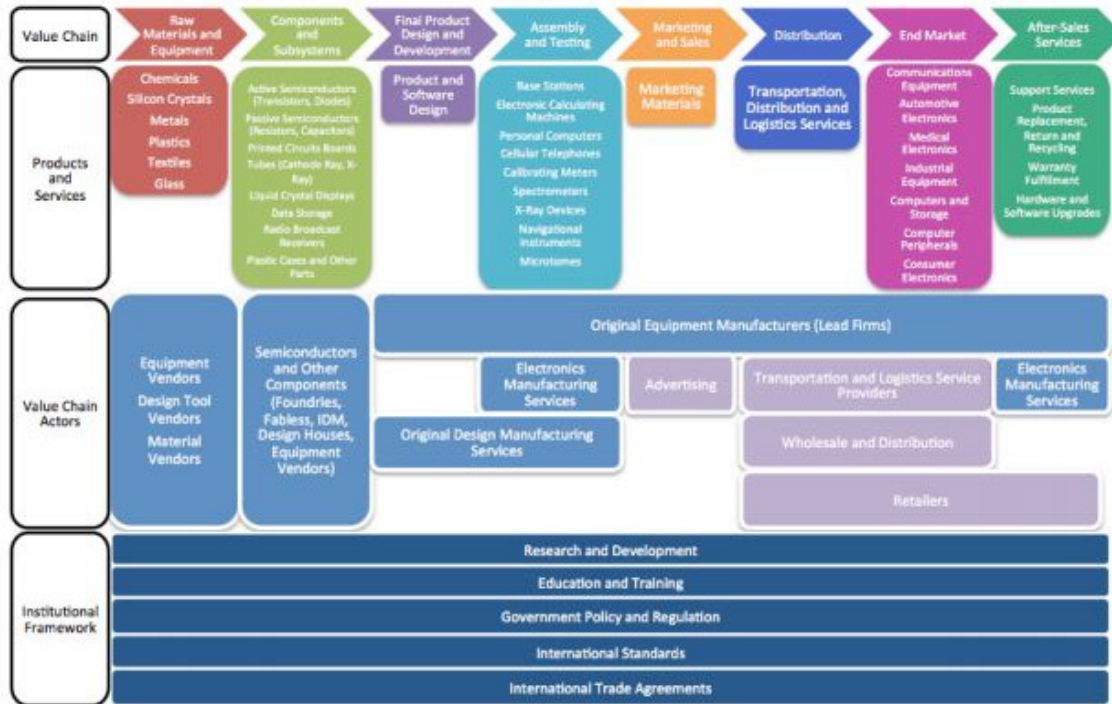 Value Chain
Raw
Materials and
Equipment
Components
and
Subsystems
Final Product
Design and
Development
Assembly
and Testing
Marketing
and Sales
Distribution
End Market
After-Sales
Services
Products
and
Services
Chemicals
Silicon Crystals
Metals
Plastics
Textiles
Glass
Active Semiconductors
(Transistors, Diodes)
Passive Semiconductors
(Resistors, Capacitors)
Printed Circuits Boards
Tubes (Cathode Ray, X-
Ray)
Liquid Crystal Displays
Data Storage
Radio Broadcast
Receivers
Plastic Cases and Other
Parts
Product and
Software
Design
Base Stations
Electronic Calculating
Machines
Personal Computers
Cellular Telephones
Calibrating Meters
Spectrometers
X-Ray Devices
Navigational
Instruments
Microtomes
Marketing
Materials
Transportation,
Distribution and
Logistics Services
Communications
Equipment
Automotive
Electronics
Medical
Electronics
Industrial
Equipment
Computers and
Storage
Computer
Peripherals
Consumer
Electronics
Support Services
Product
Replacement,
Return and
Recycling
Warranty
Fulfillment
Hardware and
Software Upgrades
Value Chain
Actors
Equipment
Vendors
Design Tool
Vendors
Material
Vendors
Semiconductors
and Other
Components
(Foundries,
Fabless, IDM,
Design Houses,
Equipment
Vendors)
Original Equipment Manufacturers (Lead Firms)
Electronics
Manufacturing
Services
Advertising
Transportation and Logistics Service
Providers
Electronics
Manufacturing
Services
Original Design Manufacturing
Services
Wholesale and Distribution
Retailers
Institutional
Framework
Research and Development
Education and Training
Government Policy and Regulation
International Standards
International Trade Agreements